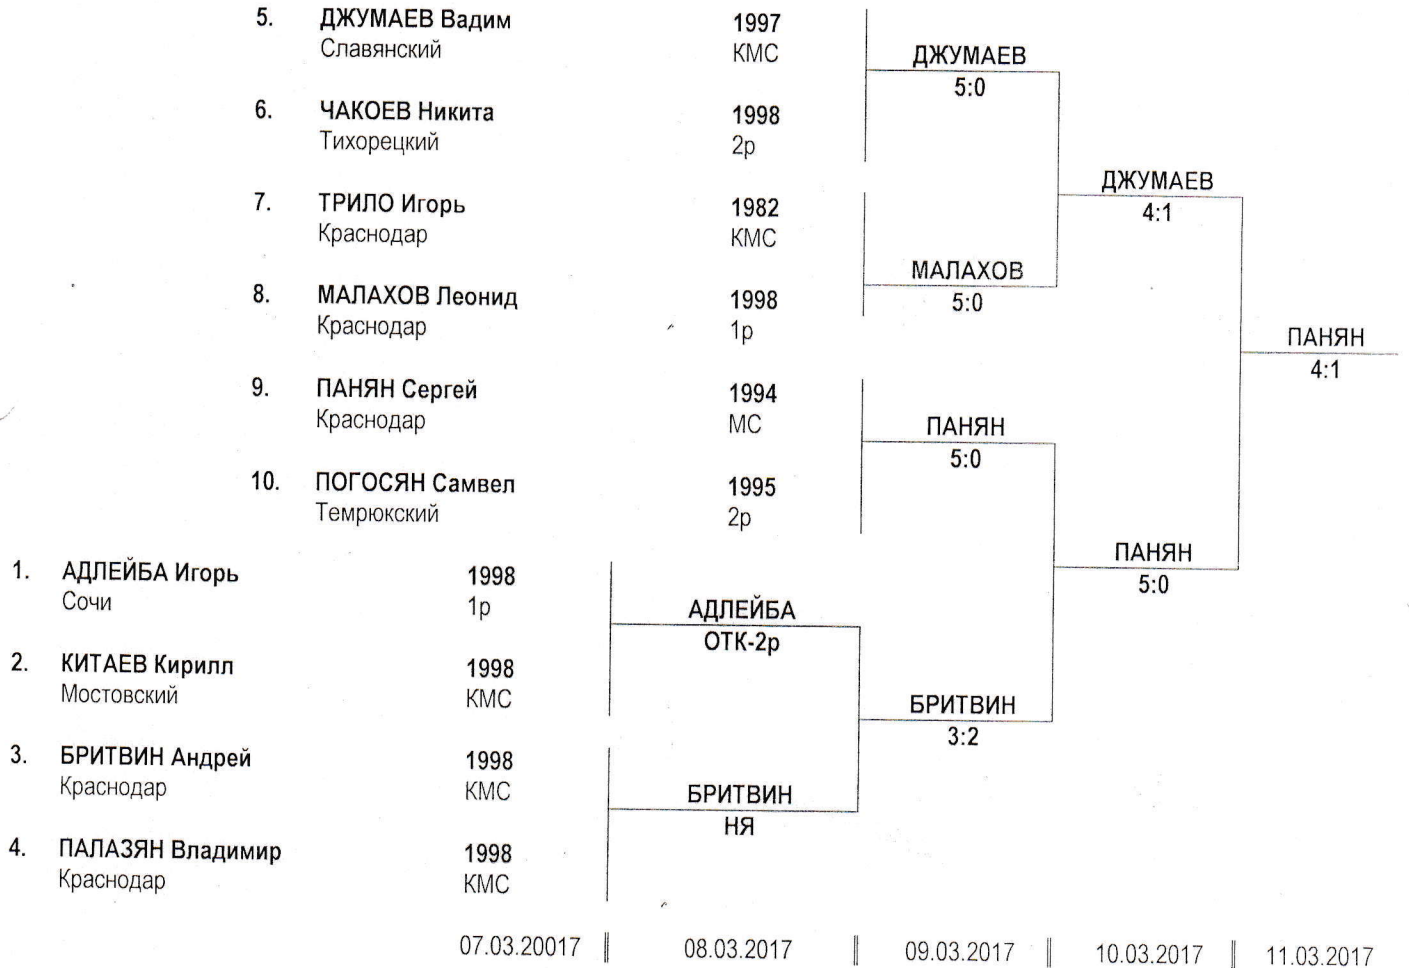 5. ДЖУМАЕВ Вадим 1997
Славянский КМС
ДЖУМАЕВ
5:0
6. ЧАКОЕВ Никита 1998
Тихорецкий 2р
ДЖУМАЕВ
4:1
7. ТРИЛО Игорь 1982
Краснодар КМС
МАЛАХОВ
5:0
8. МАЛАХОВ Леонид 1998
Краснодар 1р
ПАНЯН
4:1
9. ПАНЯН Сергей 1994
Краснодар МС
ПАНЯН
5:0
10. ПОГОСЯН Самвел 1995
Темрюкский 2р
ПАНЯН
5:0
1. АДЛЕЙБА Игорь 1998
Сочи 1р
АДЛЕЙБА
ОТК-2р
2. КИТАЕВ Кирилл 1998
Мостовский КМС
БРИТВИН
3:2
3. БРИТВИН Андрей 1998
Краснодар КМС
БРИТВИН
НЯ
4. ПАЛАЗЯН Владимир 1998
Краснодар КМС
07.03.20017 08.03.2017 09.03.2017 10.03.2017 11.03.2017